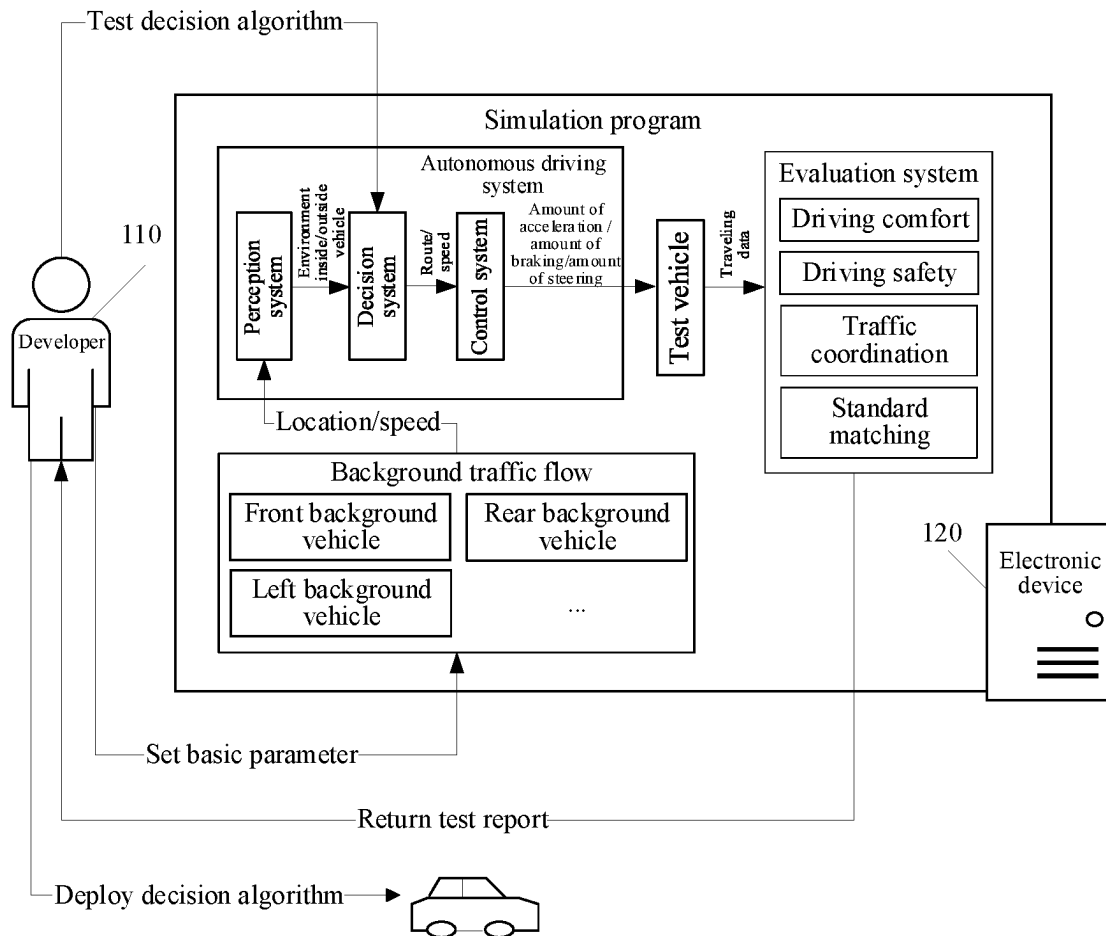 Test decision algorithm
Simulation program
Autonomous driving
system
Evaluation system
110
Perception
system
Environment
inside/outside
vehicle
Decision
system
Route/
speed
Control system
Amount of
acceleration /
amount of
braking/amount
of steering
Test vehicle
Traveling
data
Driving comfort
Driving safety
Traffic
coordination
Standard
matching
Developer
Location/speed
Background traffic flow
Front background
vehicle
Rear background
vehicle
Left background
vehicle
...
120
Electronic
device
Set basic parameter
Return test report
Deploy decision algorithm